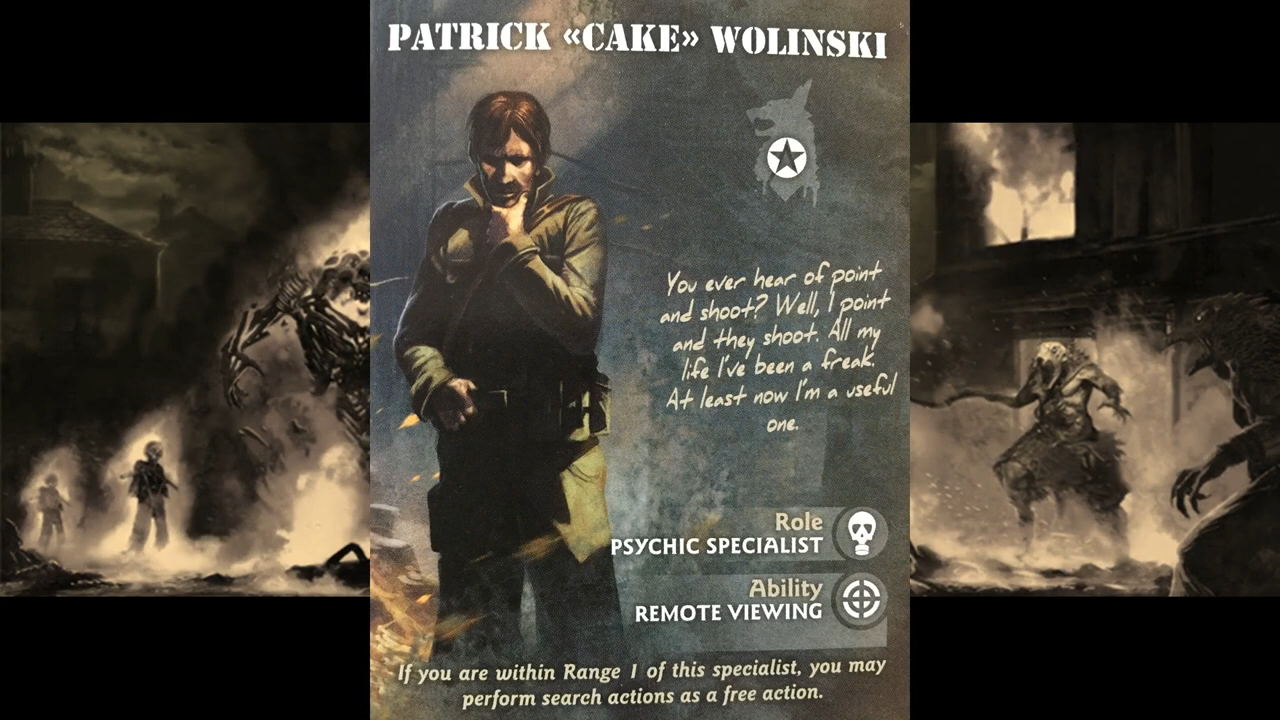 PATRICK «CAKE» WOLINSKI
You ever hear of point
and shoot? Well, I point
and they shoot. All my
life I've been a freak.
At least now I'm a useful
one.
Role
PSYCHIC SPECIALIST
Ability
REMOTE VIEWING
If you are within Range 1 of this specialist, you may
perform search actions as a free action.